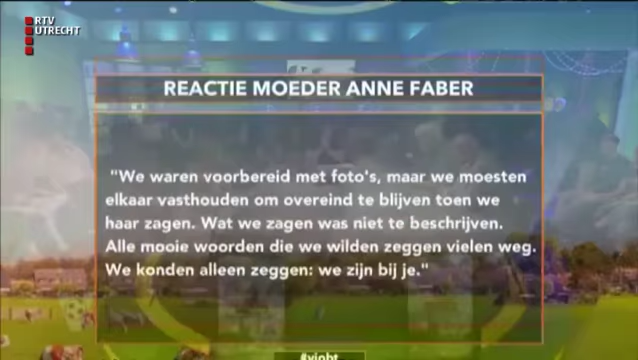 RTV
UTRECHT
REACTIE MOEDER ANNE FABER
"We waren voorbereid met foto's, maar we moesten
elkaar vasthouden om overeind te blijven toen we
haar zagen. Wat we zagen was niet te beschrijven.
Alle mooie woorden die we wilden zeggen vielen weg.
We konden alleen zeggen: we zijn bij je."